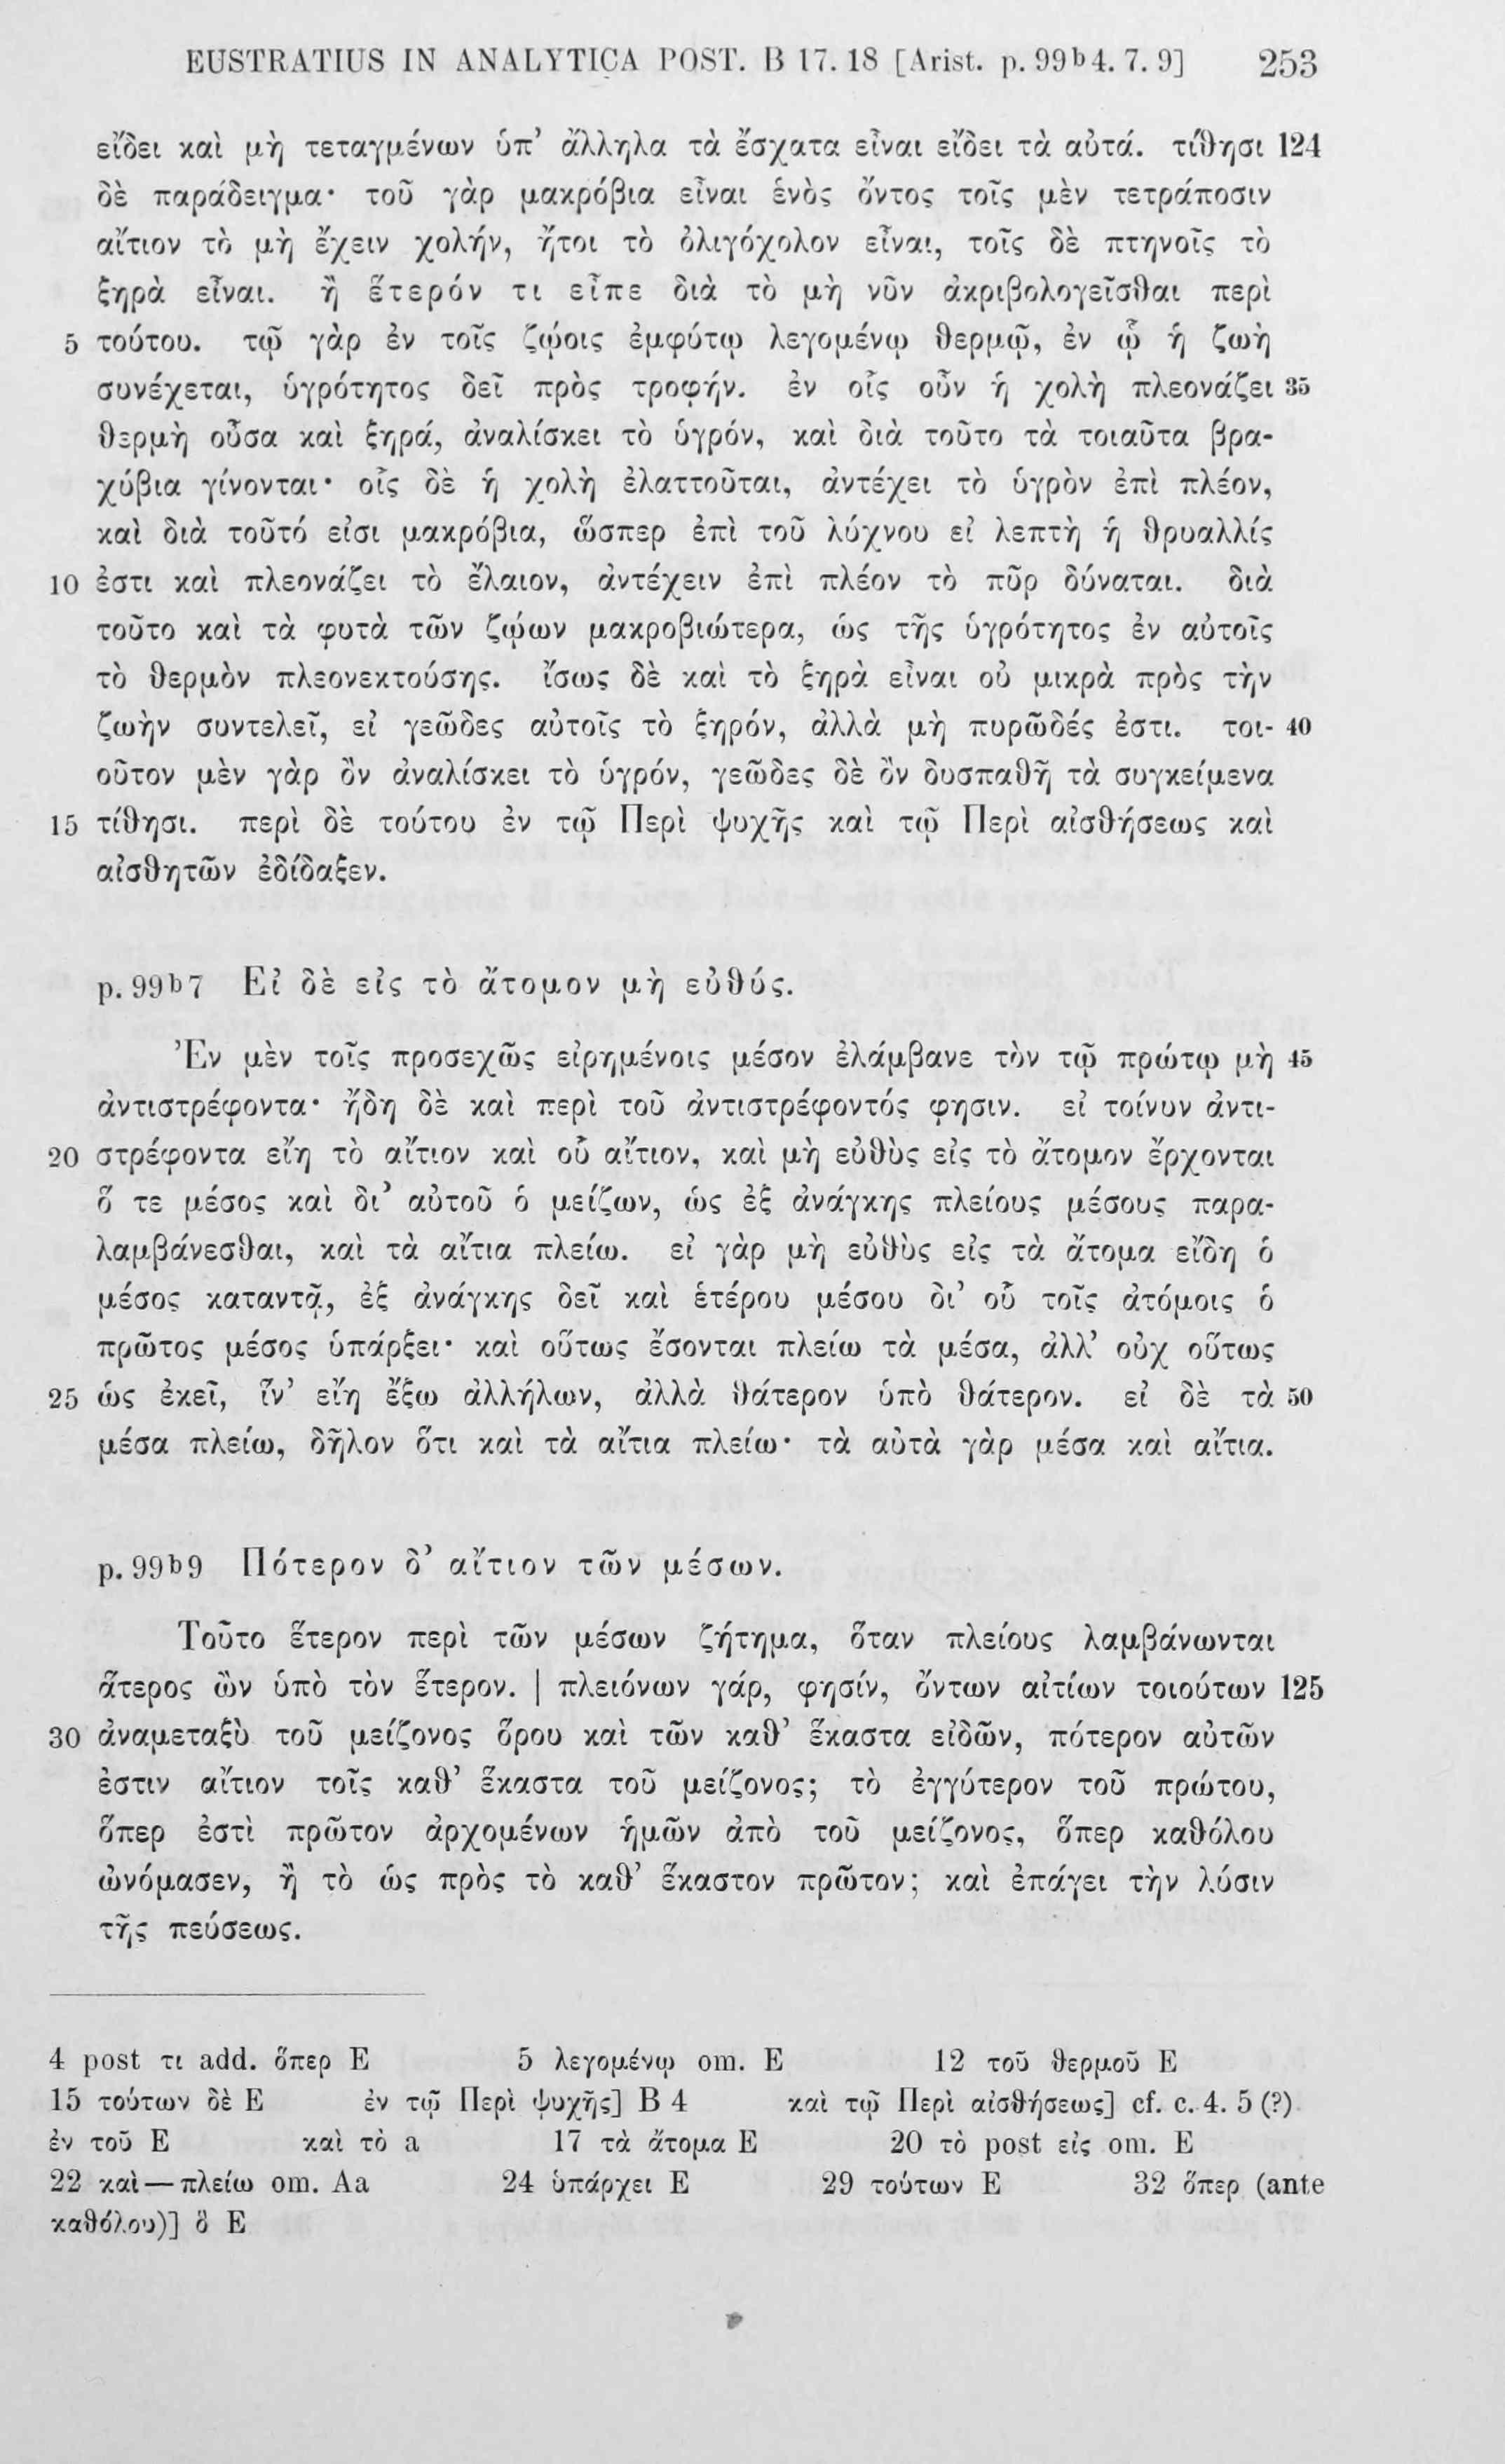 EUSTRATIUS IN ANALYTICA POST. B 17. 18 [Arist. p. 99ᵇ4. 7. 9] 253
εἴδει καὶ μὴ τεταγμένων ὑπ’ ἄλληλα τὰ ἔσχατα εἶναι εἴδει τὰ αὐτά. τίθησι 124
δὲ παράδειγμα· τοῦ γὰρ μακρόβια εἶναι ἑνὸς ὄντος τοῖς μὲν τετράποσιν
αἴτιον τὸ μὴ ἔχειν χολήν, ἤτοι τὸ ὀλιγόχολον εἶναι, τοῖς δὲ πτηνοῖς τὸ
ξηρὰ εἶναι. ἢ ἕτερόν τι εἶπε διὰ τὸ μὴ νῦν ἀκριβολογεῖσθαι περὶ
5 τούτου. τῷ γὰρ ἐν τοῖς ζῴοις ἐμφύτῳ λεγομένῳ θερμῷ, ἐν ᾧ ἡ ζωὴ
συνέχεται, ὑγρότητος δεῖ πρὸς τροφήν. ἐν οἷς οὖν ἡ χολὴ πλεονάζει 35
θερμὴ οὖσα καὶ ξηρά, ἀναλίσκει τὸ ὑγρόν, καὶ διὰ τοῦτο τὰ τοιαῦτα βρα-
χύβια γίνονται· οἷς δὲ ἡ χολὴ ἐλαττοῦται, ἀντέχει τὸ ὑγρὸν ἐπὶ πλέον,
καὶ διὰ τοῦτό εἰσι μακρόβια, ὥσπερ ἐπὶ τοῦ λύχνου εἰ λεπτὴ ἡ θρυαλλίς
10 ἐστι καὶ πλεονάζει τὸ ἔλαιον, ἀντέχειν ἐπὶ πλέον τὸ πῦρ δύναται. διὰ
τοῦτο καὶ τὰ φυτὰ τῶν ζῴων μακροβιώτερα, ὡς τῆς ὑγρότητος ἐν αὐτοῖς
τὸ θερμὸν πλεονεκτούσης. ἴσως δὲ καὶ τὸ ξηρὰ εἶναι οὐ μικρὰ πρὸς τὴν
ζωὴν συντελεῖ, εἰ γεῶδες αὐτοῖς τὸ ξηρόν, ἀλλὰ μὴ πυρῶδές ἐστι. τοι- 40
οῦτον μὲν γὰρ ὂν ἀναλίσκει τὸ ὑγρόν, γεῶδες δὲ ὂν δυσπαθῆ τὰ συγκείμενα
15 τίθησι. περὶ δὲ τούτου ἐν τῷ Περὶ ψυχῆς καὶ τῷ Περὶ αἰσθήσεως καὶ
αἰσθητῶν ἐδίδαξεν.
p. 99ᵇ7 Εἰ δὲ εἰς τὸ ἄτομον μὴ εὐθύς.
Ἐν μὲν τοῖς προσεχῶς εἰρημένοις μέσον ἐλάμβανε τὸν τῷ πρώτῳ μὴ 45
ἀντιστρέφοντα· ἤδη δὲ καὶ περὶ τοῦ ἀντιστρέφοντός φησιν. εἰ τοίνυν ἀντι-
20 στρέφοντα εἴη τὸ αἴτιον καὶ οὗ αἴτιον, καὶ μὴ εὐθὺς εἰς τὸ ἄτομον ἔρχονται
ὅ τε μέσος καὶ δι’ αὐτοῦ ὁ μείζων, ὡς ἐξ ἀνάγκης πλείους μέσους παρα-
λαμβάνεσθαι, καὶ τὰ αἴτια πλείω. εἰ γὰρ μὴ εὐθὺς εἰς τὰ ἄτομα εἴδη ὁ
μέσος καταντᾷ, ἐξ ἀνάγκης δεῖ καὶ ἑτέρου μέσου δι’ οὗ τοῖς ἀτόμοις ὁ
πρῶτος μέσος ὑπάρξει· καὶ οὕτως ἔσονται πλείω τὰ μέσα, ἀλλ’ οὐχ οὕτως
25 ὡς ἐκεῖ, ἵν’ εἴη ἔξω ἀλλήλων, ἀλλὰ θάτερον ὑπὸ θάτερον. εἰ δὲ τὰ 50
μέσα πλείω, δῆλον ὅτι καὶ τὰ αἴτια πλείω· τὰ αὐτὰ γὰρ μέσα καὶ αἴτια.
p. 99ᵇ9 Πότερον δ’ αἴτιον τῶν μέσων.
Τοῦτο ἕτερον περὶ τῶν μέσων ζήτημα, ὅταν πλείους λαμβάνωνται
ἅτερος ὢν ὑπὸ τὸν ἕτερον. | πλειόνων γάρ, φησίν, ὄντων αἰτίων τοιούτων 125
30 ἀναμεταξὺ τοῦ μείζονος ὅρου καὶ τῶν καθ’ ἕκαστα εἰδῶν, πότερον αὐτῶν
ἐστιν αἴτιον τοῖς καθ’ ἕκαστα τοῦ μείζονος; τὸ ἐγγύτερον τοῦ πρώτου,
ὅπερ ἐστὶ πρῶτον ἀρχομένων ἡμῶν ἀπὸ τοῦ μείζονος, ὅπερ καθόλου
ὠνόμασεν, ἢ τὸ ὡς πρὸς τὸ καθ’ ἕκαστον πρῶτον; καὶ ἐπάγει τὴν λύσιν
τῆς πεύσεως.
4 post τι add. ὅπερ E 5 λεγομένῳ om. E 12 τοῦ θερμοῦ E
15 τούτων δὲ E ἐν τῷ Περὶ ψυχῆς] B 4 καὶ τῷ Περὶ αἰσθήσεως] cf. c. 4. 5 (?)
ἐν τοῦ E καὶ τὸ a 17 τὰ ἄτομα E 20 τὸ post εἰς om. E
22 καὶ — πλείω om. Aa 24 ὑπάρχει E 29 τούτων E 32 ὅπερ (ante
καθόλου)] ὃ E